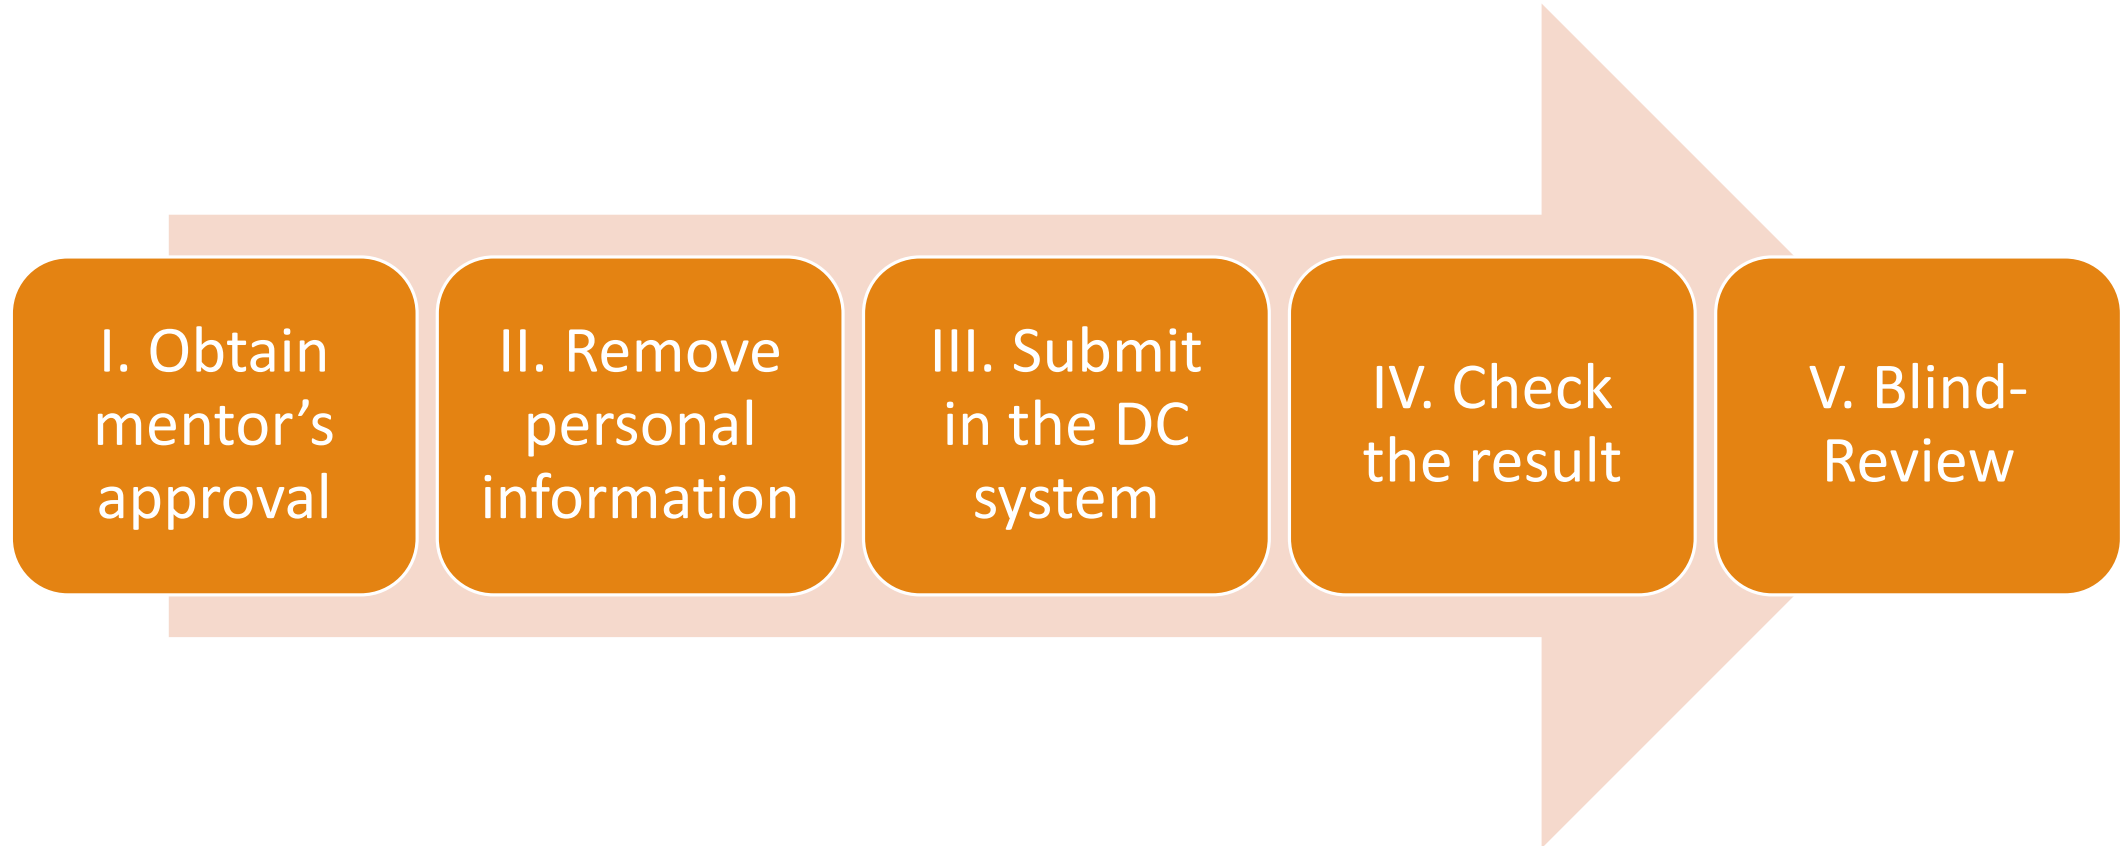 I. Obtain
mentor’s
approval
II. Remove
personal
information
III. Submit
in the DC
system
IV. Check
the result
V. Blind-
Review